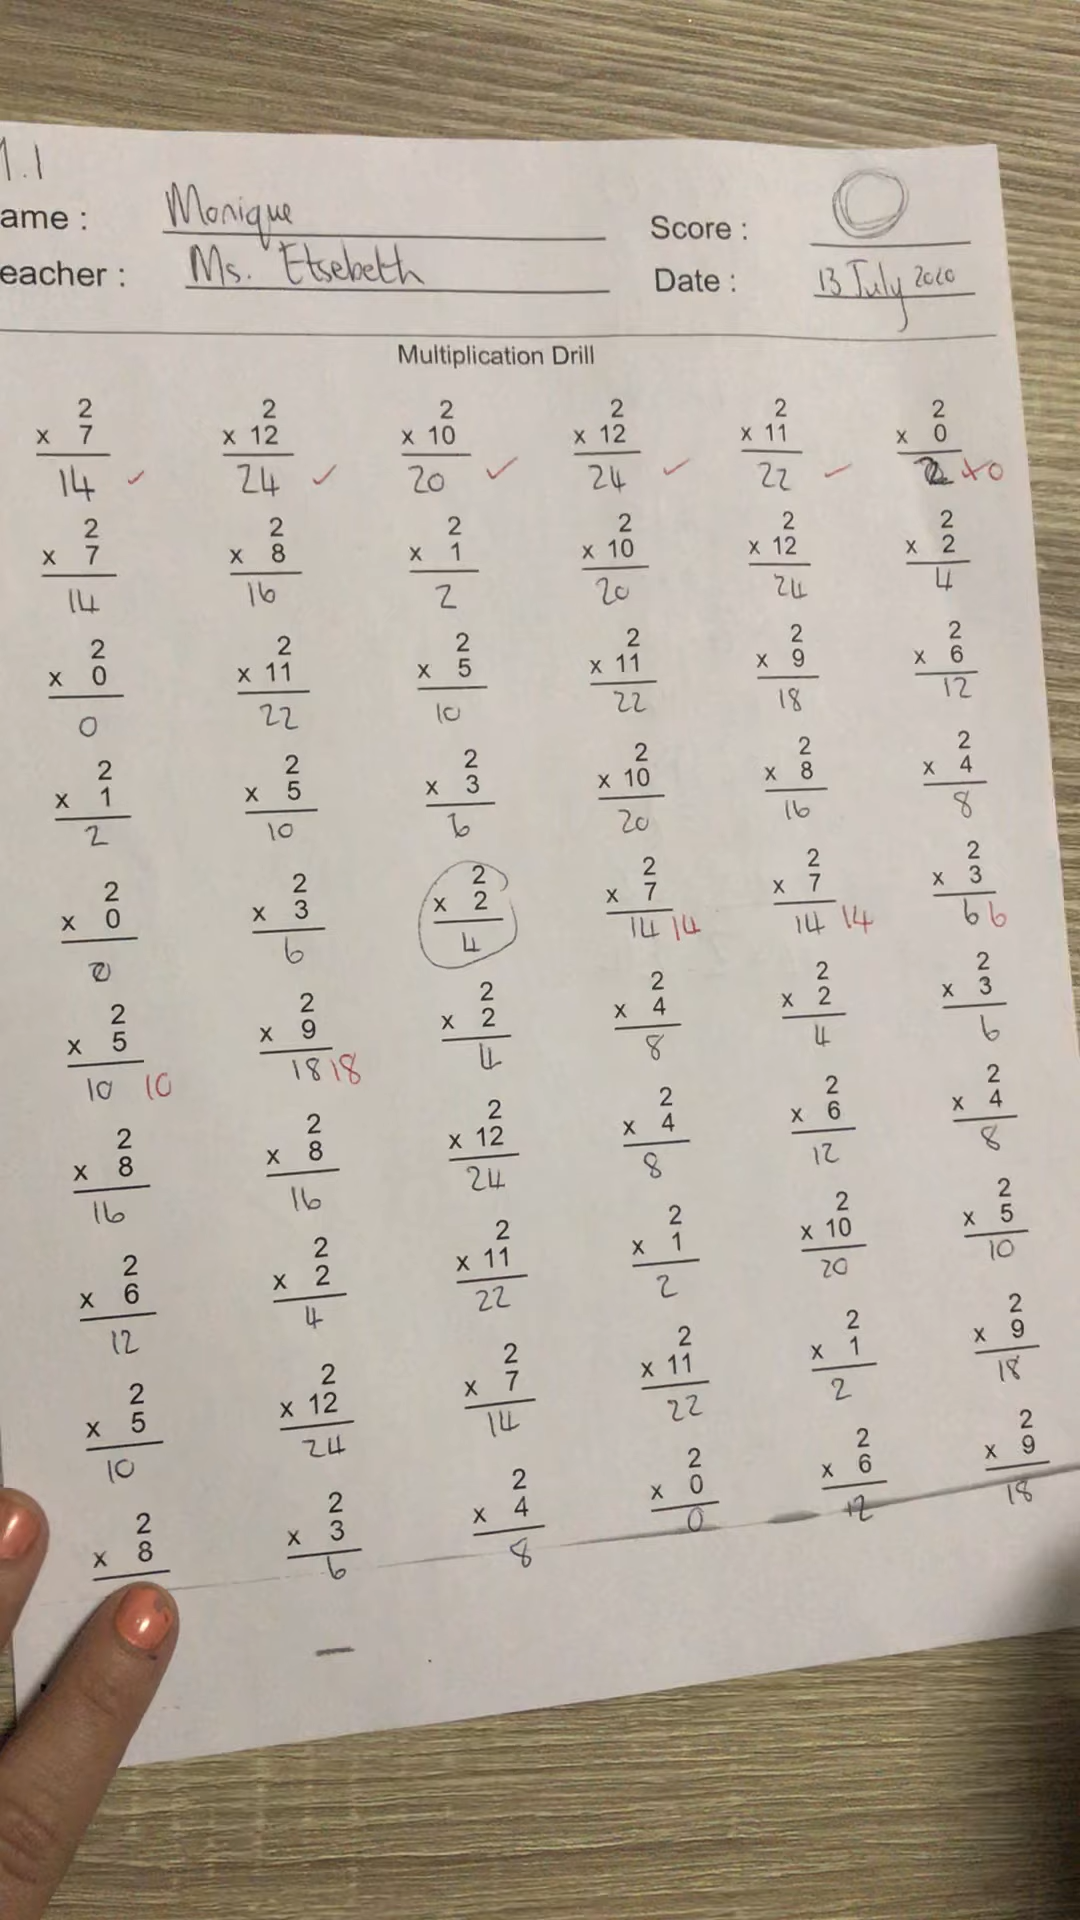 1.1
ame : Monique Score :
eacher : Ms. Etsebeth Date : 13 July 2020
Multiplication Drill
2 2 2 2 2 2
x 7 x 12 x 10 x 12 x 11 x 0
14 ✓ 24 ✓ 20 ✓ 24 ✓ 22 ✓ 0
2 2 2 2 2 2
x 7 x 8 x 1 x 10 x 12 x 2
14 16 2 20 24 4
2 2 2 2 2 2
x 0 x 11 x 5 x 11 x 9 x 6
0 22 10 22 18 12
2 2 2 2 2 2
x 1 x 5 x 3 x 10 x 8 x 4
2 10 6 20 16 8
2 2 2 2 2 2
x 0 x 3 x 2 x 7 x 7 x 3
0 6 4 14 14 14 14 6 6
2 2 2 2 2 2
x 5 x 9 x 2 x 4 x 2 x 3
10 10 18 18 4 8 4 6
2 2 2 2 2 2
x 8 x 8 x 12 x 4 x 6 x 4
16 16 24 8 12 8
2 2 2 2 2 2
x 6 x 2 x 11 x 1 x 10 x 5
12 4 22 2 20 10
2 2 2 2 2 2
x 5 x 12 x 7 x 11 x 1 x 9
10 24 14 22 2 18
2 2 2 2 2 2
x 8 x 3 x 4 x 0 x 6 x 9
6 8 0 12 18